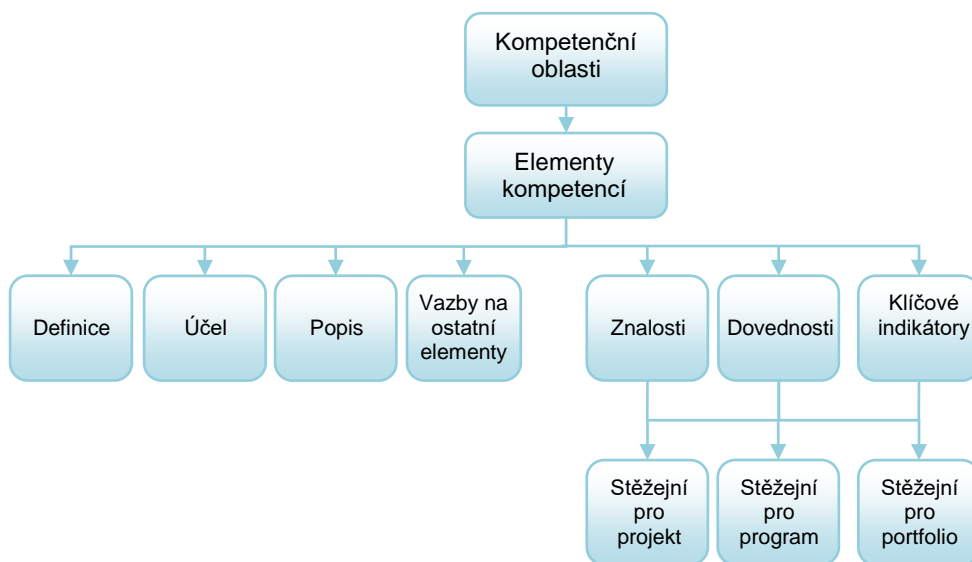 Kompetenční
oblasti
Elementy
kompetencí
Definice
Účel
Popis
Vazby na
ostatní
elementy
Znalosti
Dovednosti
Klíčové
indikátory
Stěžejní
pro
projekt
Stěžejní
pro
program
Stěžejní
pro
portfolio